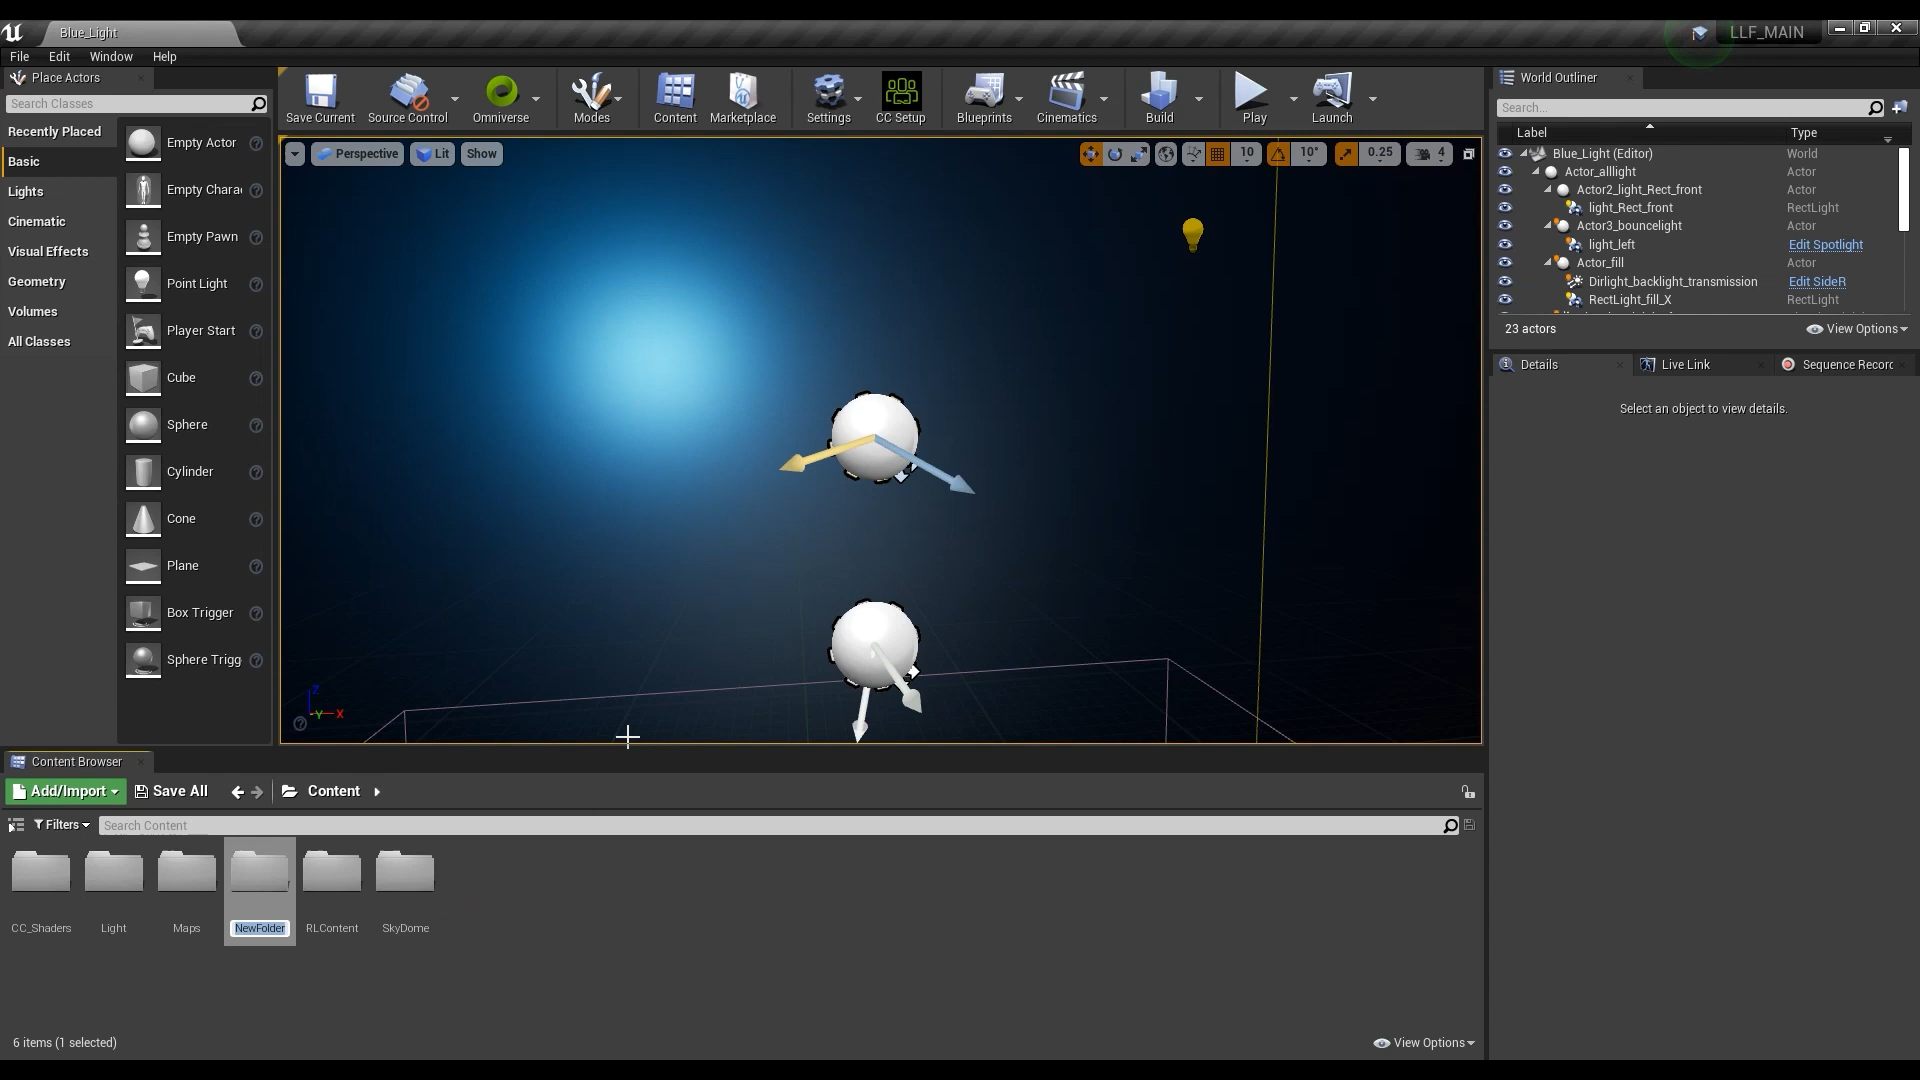 Blue_Light
LLF_MAIN
File Edit Window Help
Place Actors
Search Classes
Recently Placed
Basic
Lights
Cinematic
Visual Effects
Geometry
Volumes
All Classes
Empty Actor
Empty Chara
Empty Pawn
Point Light
Player Start
Cube
Sphere
Cylinder
Cone
Plane
Box Trigger
Sphere Trigg
Save Current Source Control Omniverse Modes Content Marketplace Settings CC Setup Blueprints Cinematics Build Play Launch
Perspective Lit Show 10 10° 0.25 4
Z
Y X
World Outliner
Search...
Label Type
Blue_Light (Editor) World
Actor_alllight Actor
Actor2_light_Rect_front Actor
light_Rect_front RectLight
Actor3_bouncelight Actor
light_left Edit Spotlight
Actor_fill Actor
Dirlight_backlight_transmission Edit SideR
RectLight_fill_X RectLight
23 actors View Options
Details Live Link Sequence Recorc
Select an object to view details.
Content Browser
Add/Import Save All Content
Filters Search Content
CC_Shaders Light Maps NewFolder RLContent SkyDome
6 items (1 selected) View Options